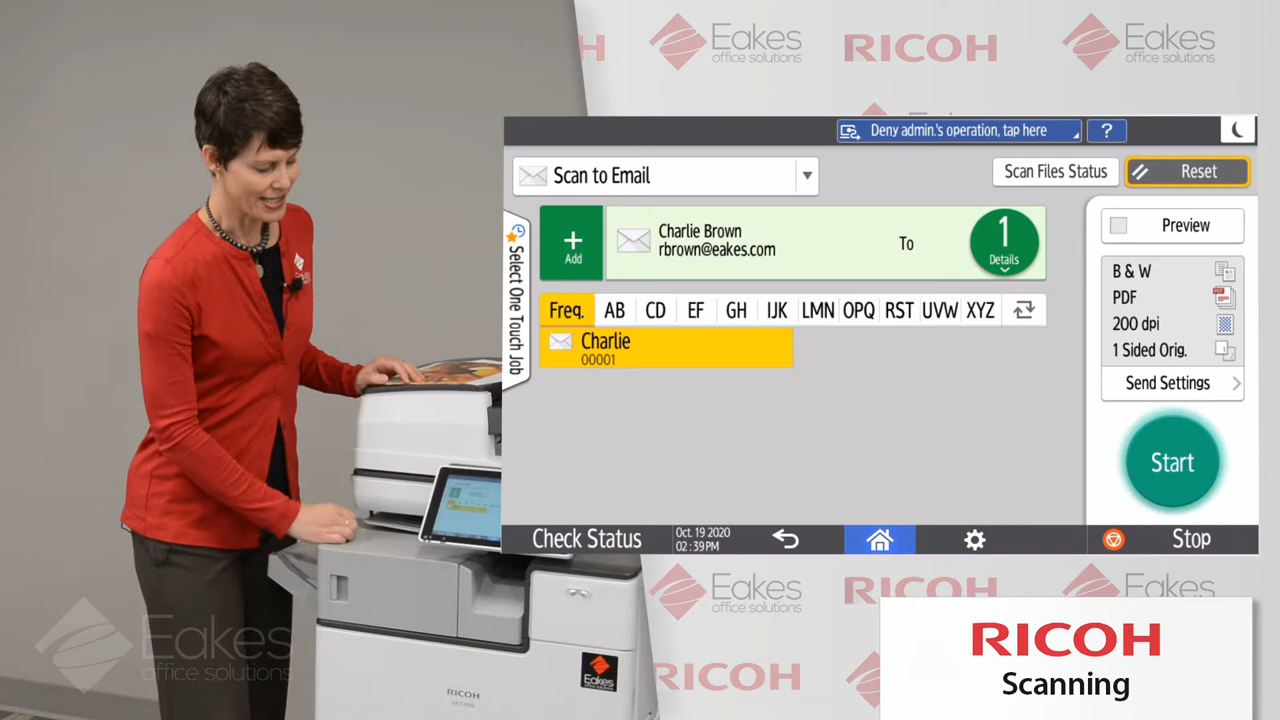 Eakes
office solutions
RICOH
Eakes
office solutions
H
Eakes
Deny admin.'s operation, tap here
?
Scan to Email
Scan Files Status
Reset
Select One Touch Job
+
Add
Charlie Brown
rbrown@eakes.com
To
1
Details
Preview
Freq.
AB
CD
EF
GH
IJK
LMN
OPQ
RST
UVW
XYZ
Charlie
00001
B & W
PDF
200 dpi
1 Sided Orig.
Send Settings
Start
Check Status
Oct. 19 2020
02:39PM
Stop
Eakes
office solutions
RICOH
Eakes
Eakes
office solutions
RICOH
Eakes
RICOH
RICOH
Scanning